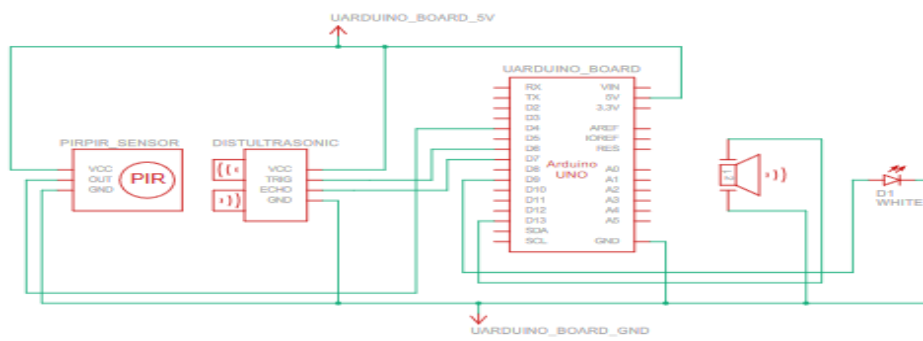 UARDUINO_BOARD_5V
UARDUINO_BOARD
PIRPIR_SENSOR
VCC
OUT
GND
PIR
DISTULTRASONIC
VCC
TRIG
ECHO
GND
RX
TX
D2
D3
D4
D5
D6
D7
D8
D9
D10
D11
D12
D13
SDA
SCL
Arduino
UNO
VIN
5V
3.3V
AREF
IOREF
RES
A0
A1
A2
A3
A4
A5
GND
D1
WHITE
UARDUINO_BOARD_GND